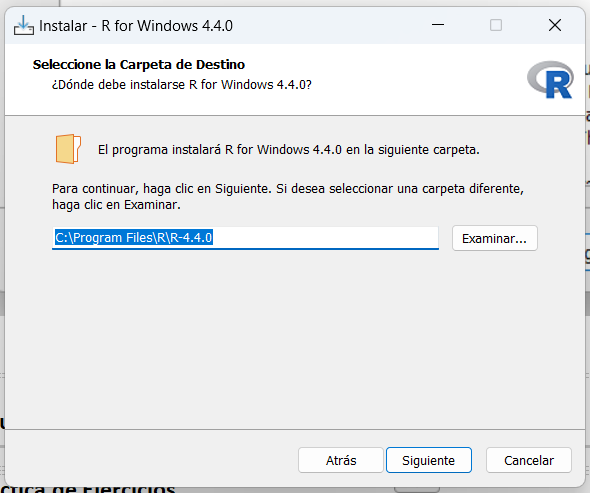 Instalar - R for Windows 4.4.0
Seleccione la Carpeta de Destino
¿Dónde debe instalarse R for Windows 4.4.0?
R
El programa instalará R for Windows 4.4.0 en la siguiente carpeta.
Para continuar, haga clic en Siguiente. Si desea seleccionar una carpeta diferente,
haga clic en Examinar.
C:\Program Files\R\R-4.4.0
Examinar...
Atrás
Siguiente
Cancelar
ctica de Ejercicios